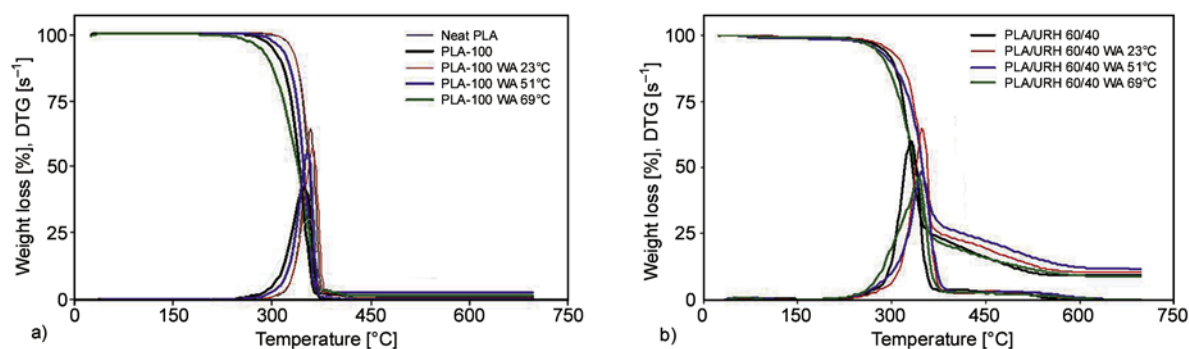 100
75
50
25
0
Weight loss [%], DTG [s⁻¹]
Neat PLA
PLA-100
PLA-100 WA 23°C
PLA-100 WA 51°C
PLA-100 WA 69°C
0 150 300 450 600 750
Temperature [°C]
a)
100
75
50
25
0
Weight loss [%], DTG [s⁻¹]
PLA/URH 60/40
PLA/URH 60/40 WA 23°C
PLA/URH 60/40 WA 51°C
PLA/URH 60/40 WA 69°C
0 150 300 450 600 750
Temperature [°C]
b)